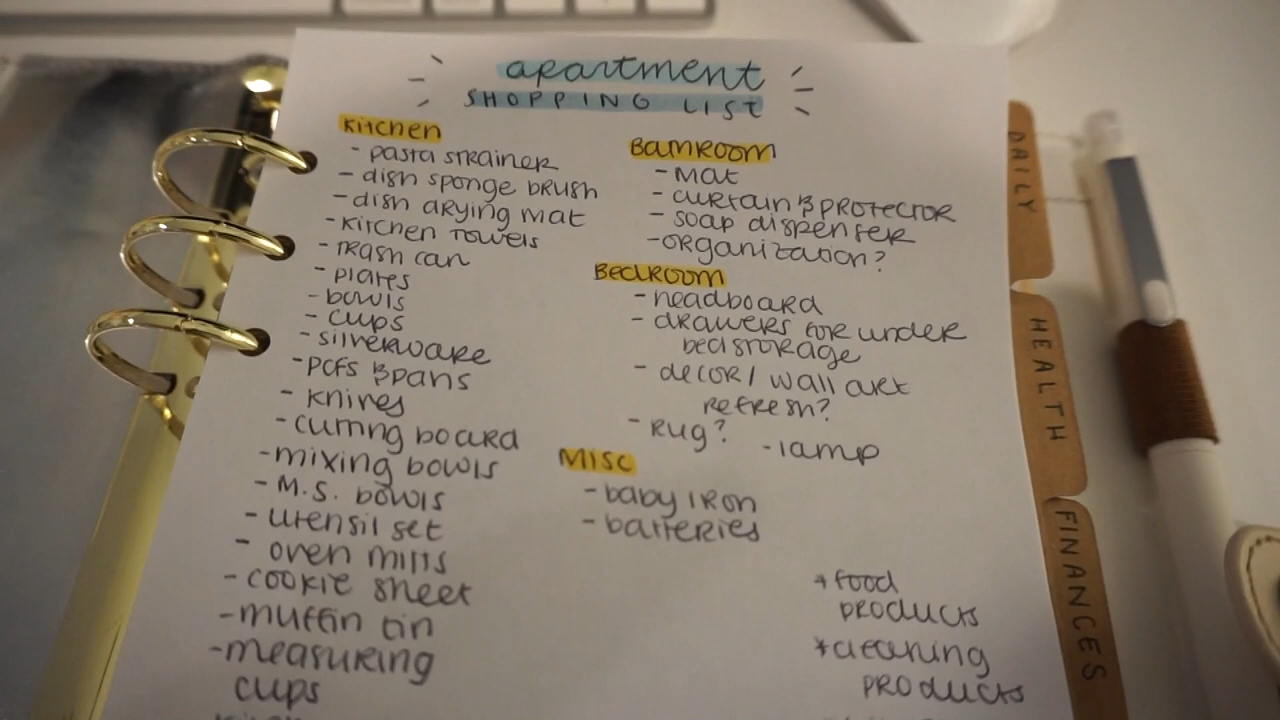 apartment
SHOPPING LIST
Kitchen
- pasta strainer
- dish sponge brush
- dish drying mat
- kitchen towels
- trash can
- plates
- bowls
- cups
- silverware
- pots & pans
- knives
- cutting board
- mixing bowls
- M.S. bowls
- utensil set
- oven mitts
- cookie sheet
- muffin tin
- measuring
cups
BATHROOM
- mat
- curtain & protector
- soap dispenser
- organization?
Bedroom
- headboard
- drawers for under
bed storage
- decor / wall art
refresh?
- rug?
- lamp
MISC
- baby iron
- batteries
* food
products
* cleaning
products
DAILY
HEALTH
FINANCES